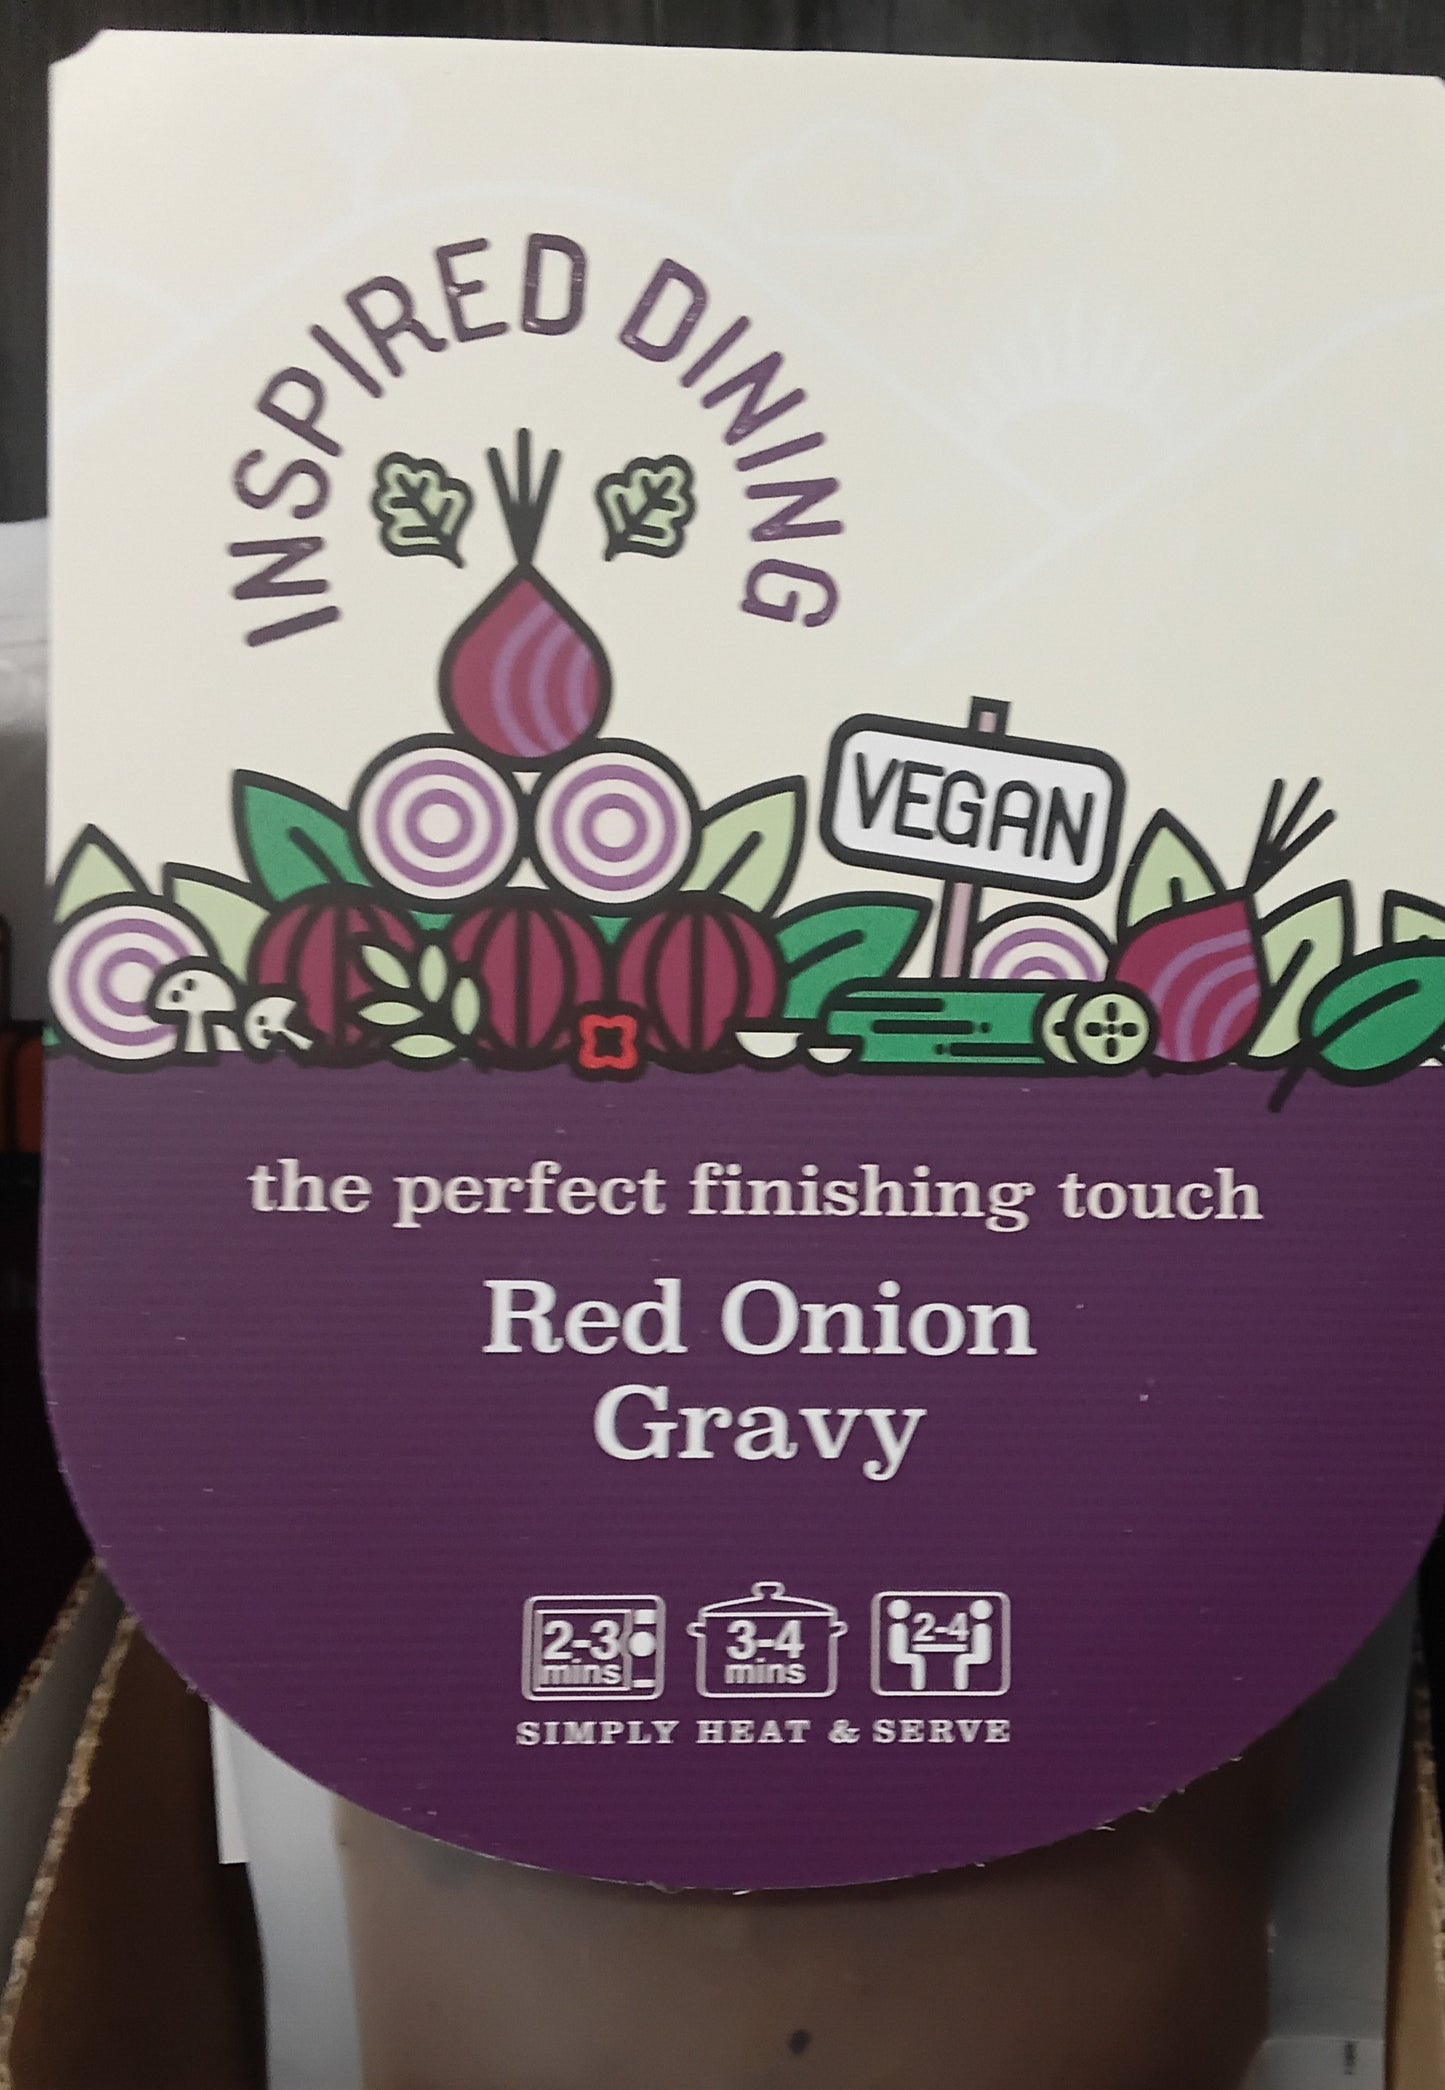 INSPIRED DINING
VEGAN
the perfect finishing touch
Red Onion
Gravy
2-3
mins
3-4
mins
2-4
SIMPLY HEAT & SERVE